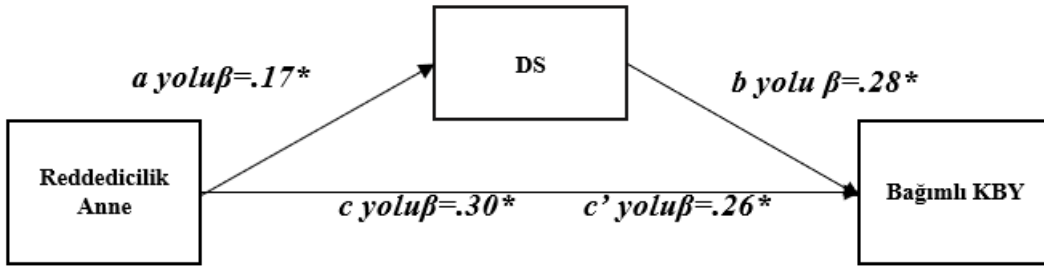 DS
a yoluβ=.17*
b yolu β=.28*
Reddedicilik
Anne
Bağımlı KBY
c yoluβ=.30*
c’ yoluβ=.26*